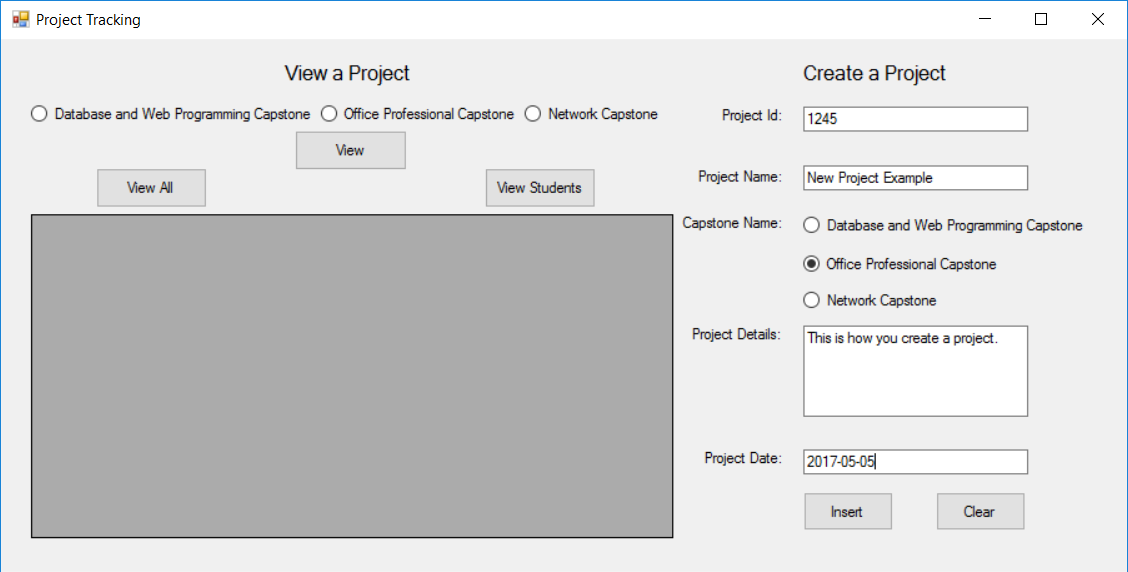 Project Tracking
View a Project
Database and Web Programming Capstone Office Professional Capstone Network Capstone
View
View All View Students
Create a Project
Project Id: 1245
Project Name: New Project Example
Capstone Name: Database and Web Programming Capstone
Office Professional Capstone
Network Capstone
Project Details: This is how you create a project.
Project Date: 2017-05-05
Insert Clear